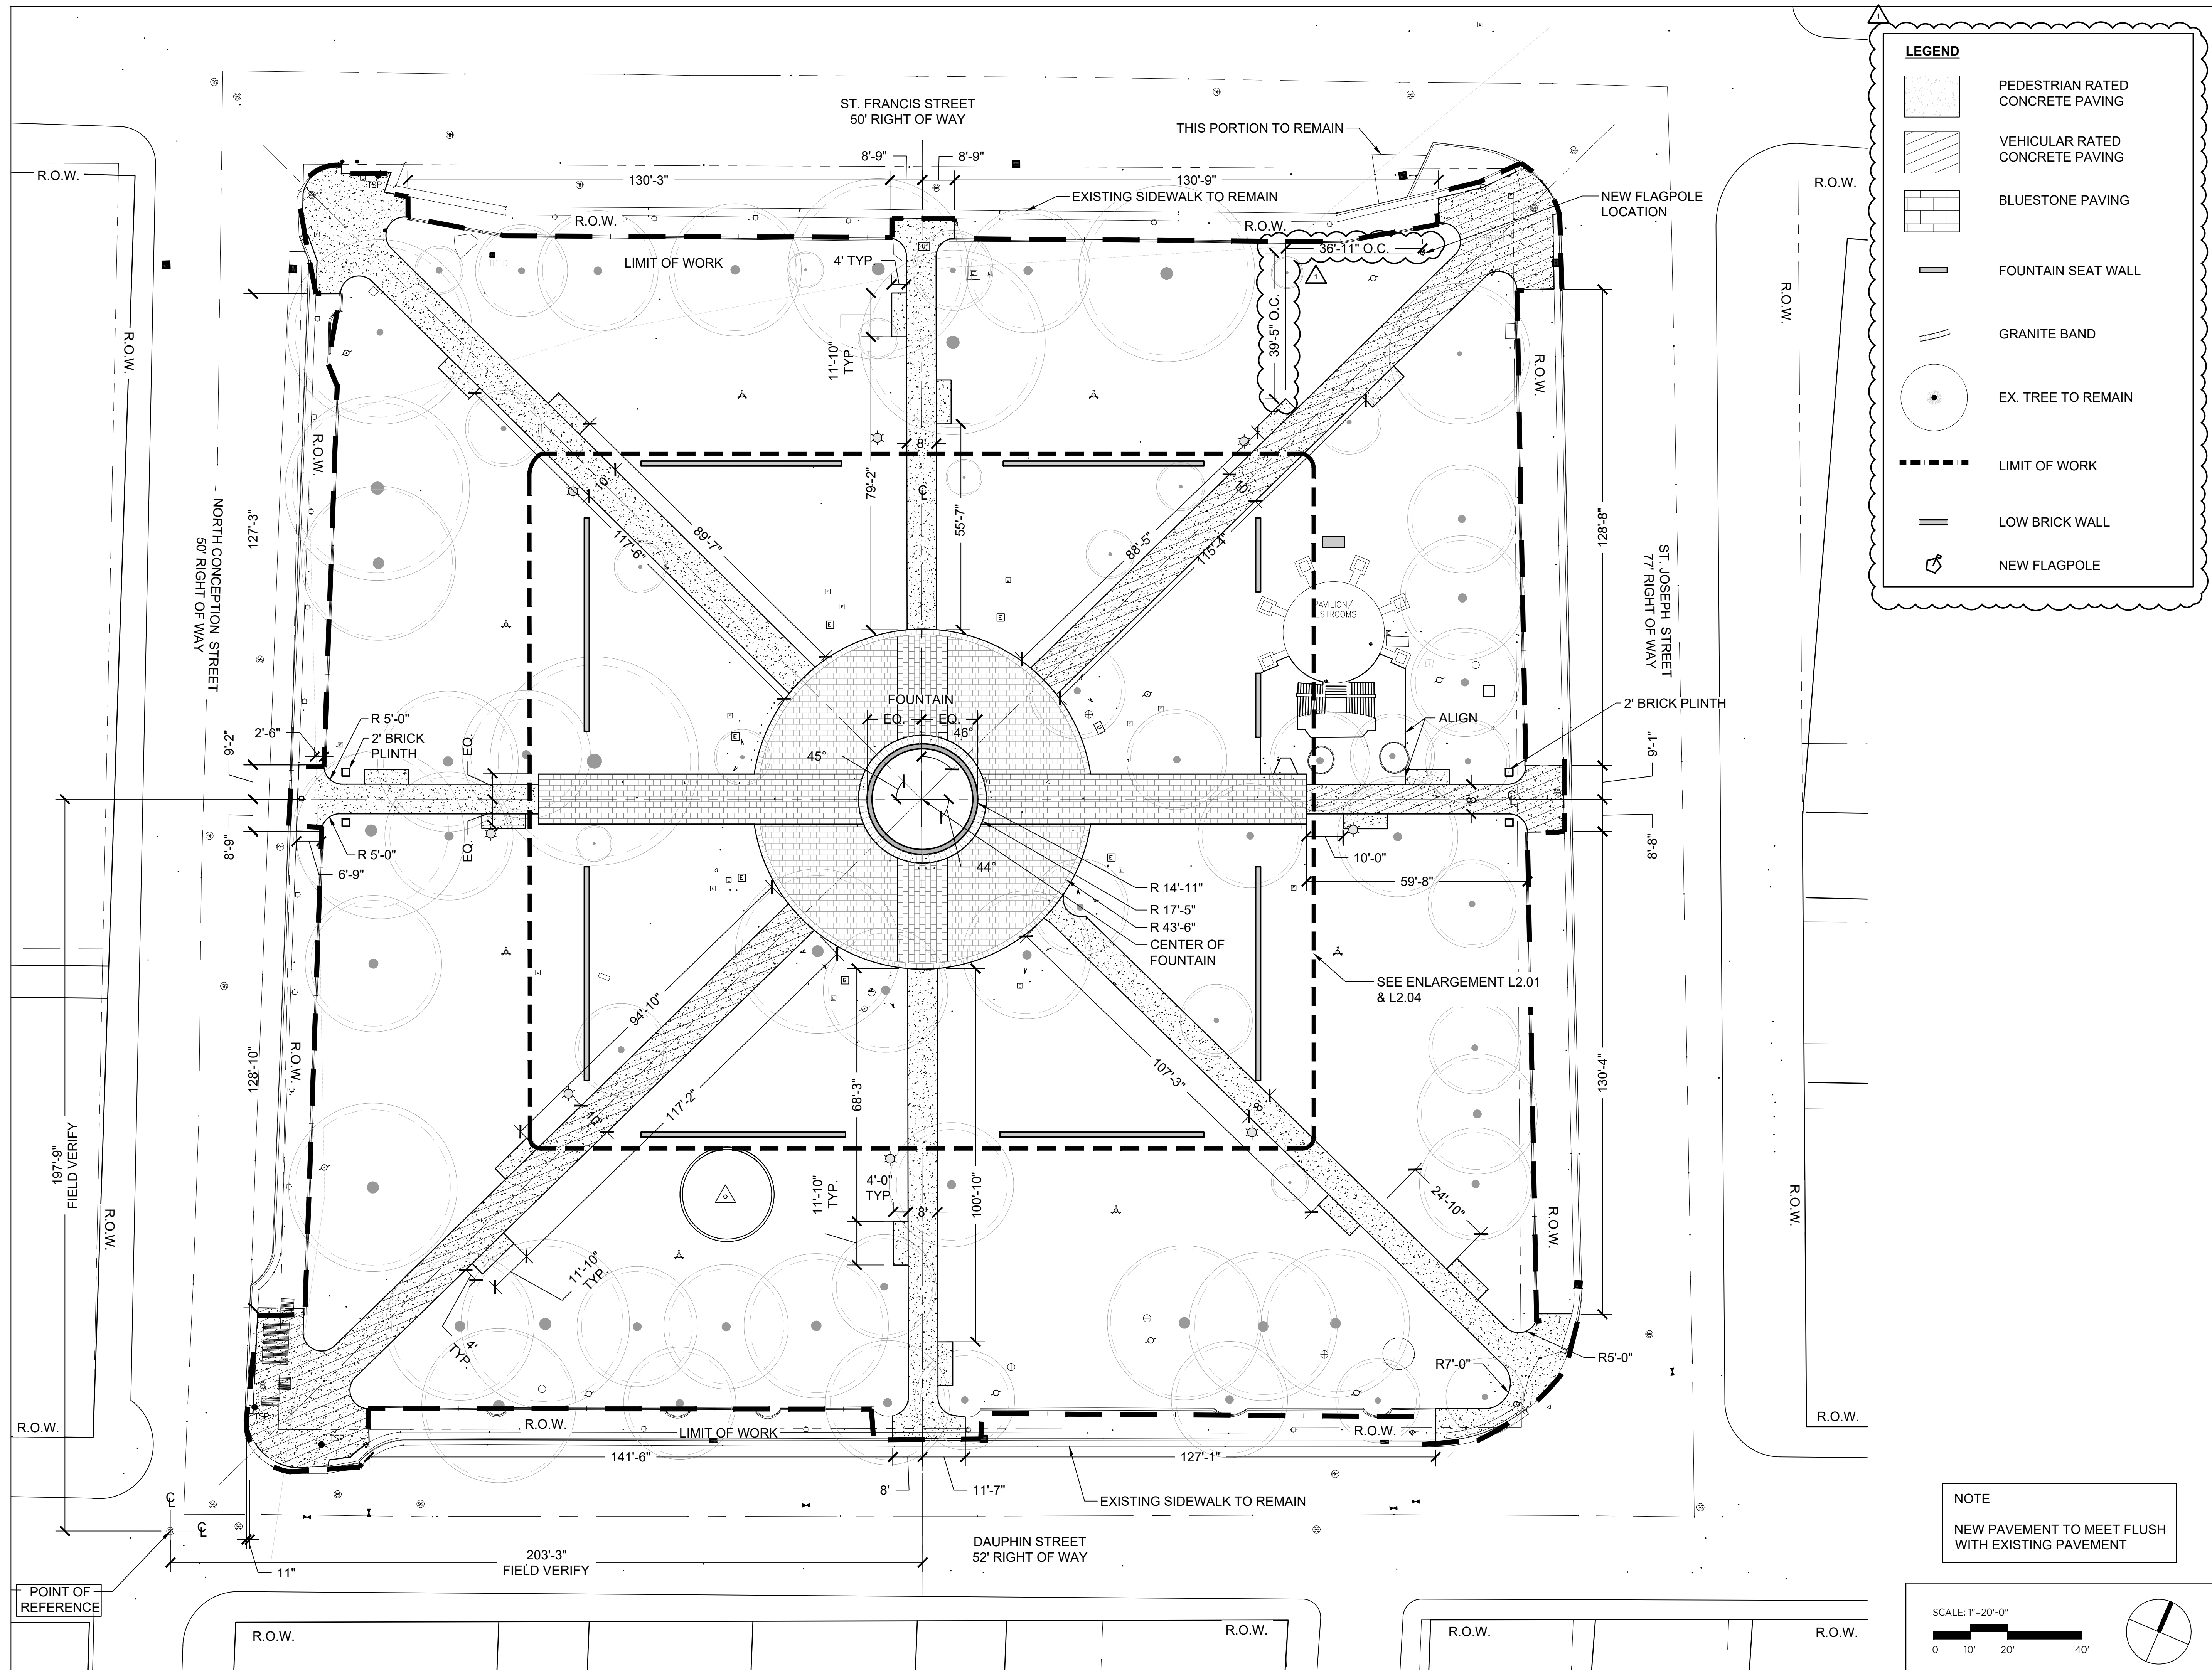 ST. FRANCIS STREET
50' RIGHT OF WAY
THIS PORTION TO REMAIN
8'-9"
8'-9"
130'-3"
130'-9"
EXISTING SIDEWALK TO REMAIN
NEW FLAGPOLE
LOCATION
R.O.W.
R.O.W.
R.O.W.
R.O.W.
TSP
LIMIT OF WORK
4' TYP.
36'-11" O.C.
1
39'-5" O.C.
11'-10"
TYP.
R.O.W.
R.O.W.
R.O.W.
R.O.W.
8'
79'-2"
55'-7"
CL
10'
10'
89'-7"
117'-6"
88'-5"
115'-4"
127'-3"
128'-8"
NORTH CONCEPTION STREET
50' RIGHT OF WAY
ST. JOSEPH STREET
77' RIGHT OF WAY
PAVILION/
RESTROOMS
FOUNTAIN
EQ.
EQ.
46°
45°
44°
ALIGN
2' BRICK PLINTH
R 5'-0"
2' BRICK
PLINTH
2'-6"
9'-2"
8'-9"
EQ.
EQ.
R 5'-0"
6'-9"
9'-1"
8'-8"
8'
CL
10'-0"
59'-8"
R 14'-11"
R 17'-5"
R 43'-6"
CENTER OF
FOUNTAIN
SEE ENLARGEMENT L2.01
& L2.04
94'-10"
117'-2"
10'
68'-3"
100'-10"
107'-3"
8'
128'-10"
130'-4"
R.O.W.
R.O.W.
R.O.W.
R.O.W.
197'-9"
FIELD VERIFY
11'-10"
TYP.
4'-0"
TYP.
8'
24'-10"
11'-10"
TYP.
4'
TYP.
R7'-0"
R5'-0"
TSP
TSP
R.O.W.
R.O.W.
R.O.W.
R.O.W.
LIMIT OF WORK
141'-6"
127'-1"
8'
11'-7"
EXISTING SIDEWALK TO REMAIN
CL
CL
DAUPHIN STREET
52' RIGHT OF WAY
203'-3"
FIELD VERIFY
11"
POINT OF
REFERENCE
R.O.W.
R.O.W.
R.O.W.
R.O.W.
1
LEGEND
PEDESTRIAN RATED
CONCRETE PAVING
VEHICULAR RATED
CONCRETE PAVING
BLUESTONE PAVING
FOUNTAIN SEAT WALL
GRANITE BAND
EX. TREE TO REMAIN
LIMIT OF WORK
LOW BRICK WALL
NEW FLAGPOLE
NOTE
NEW PAVEMENT TO MEET FLUSH
WITH EXISTING PAVEMENT
SCALE: 1"=20'-0"
0 10' 20' 40'